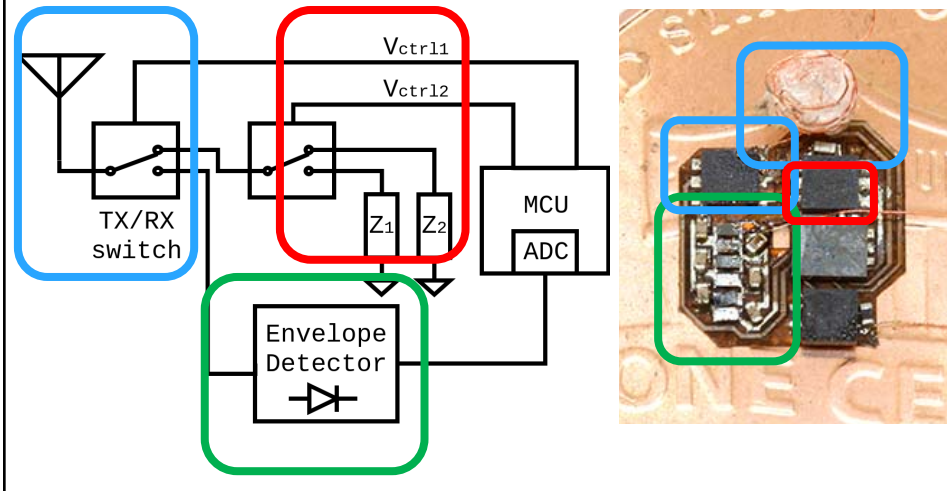 Vctrl1
Vctrl2
TX/RX
switch
Z1
Z2
MCU
ADC
Envelope
Detector
ONE CE